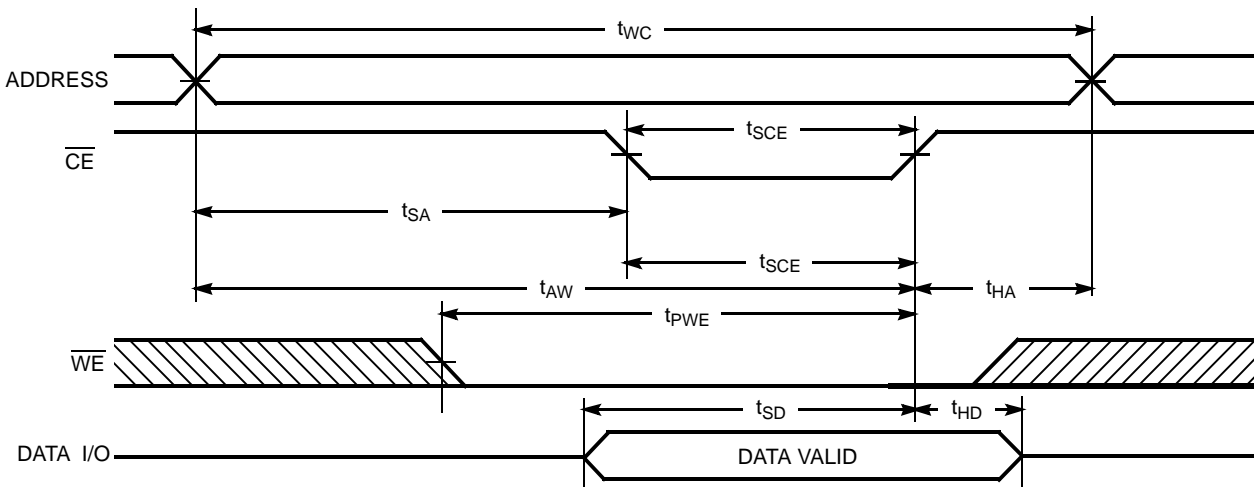 tWC
ADDRESS
tSCE
CE
tSA
tSCE
tAW
tHA
tPWE
WE
tSD
tHD
DATA I/O
DATA VALID